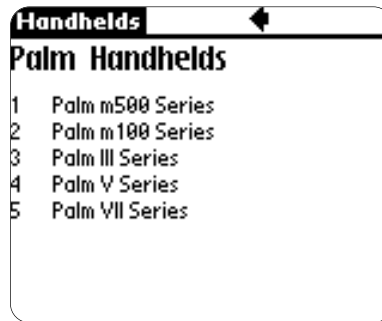 Handhelds
Palm Handhelds
1 Palm m500 Series
2 Palm m100 Series
3 Palm III Series
4 Palm V Series
5 Palm VII Series